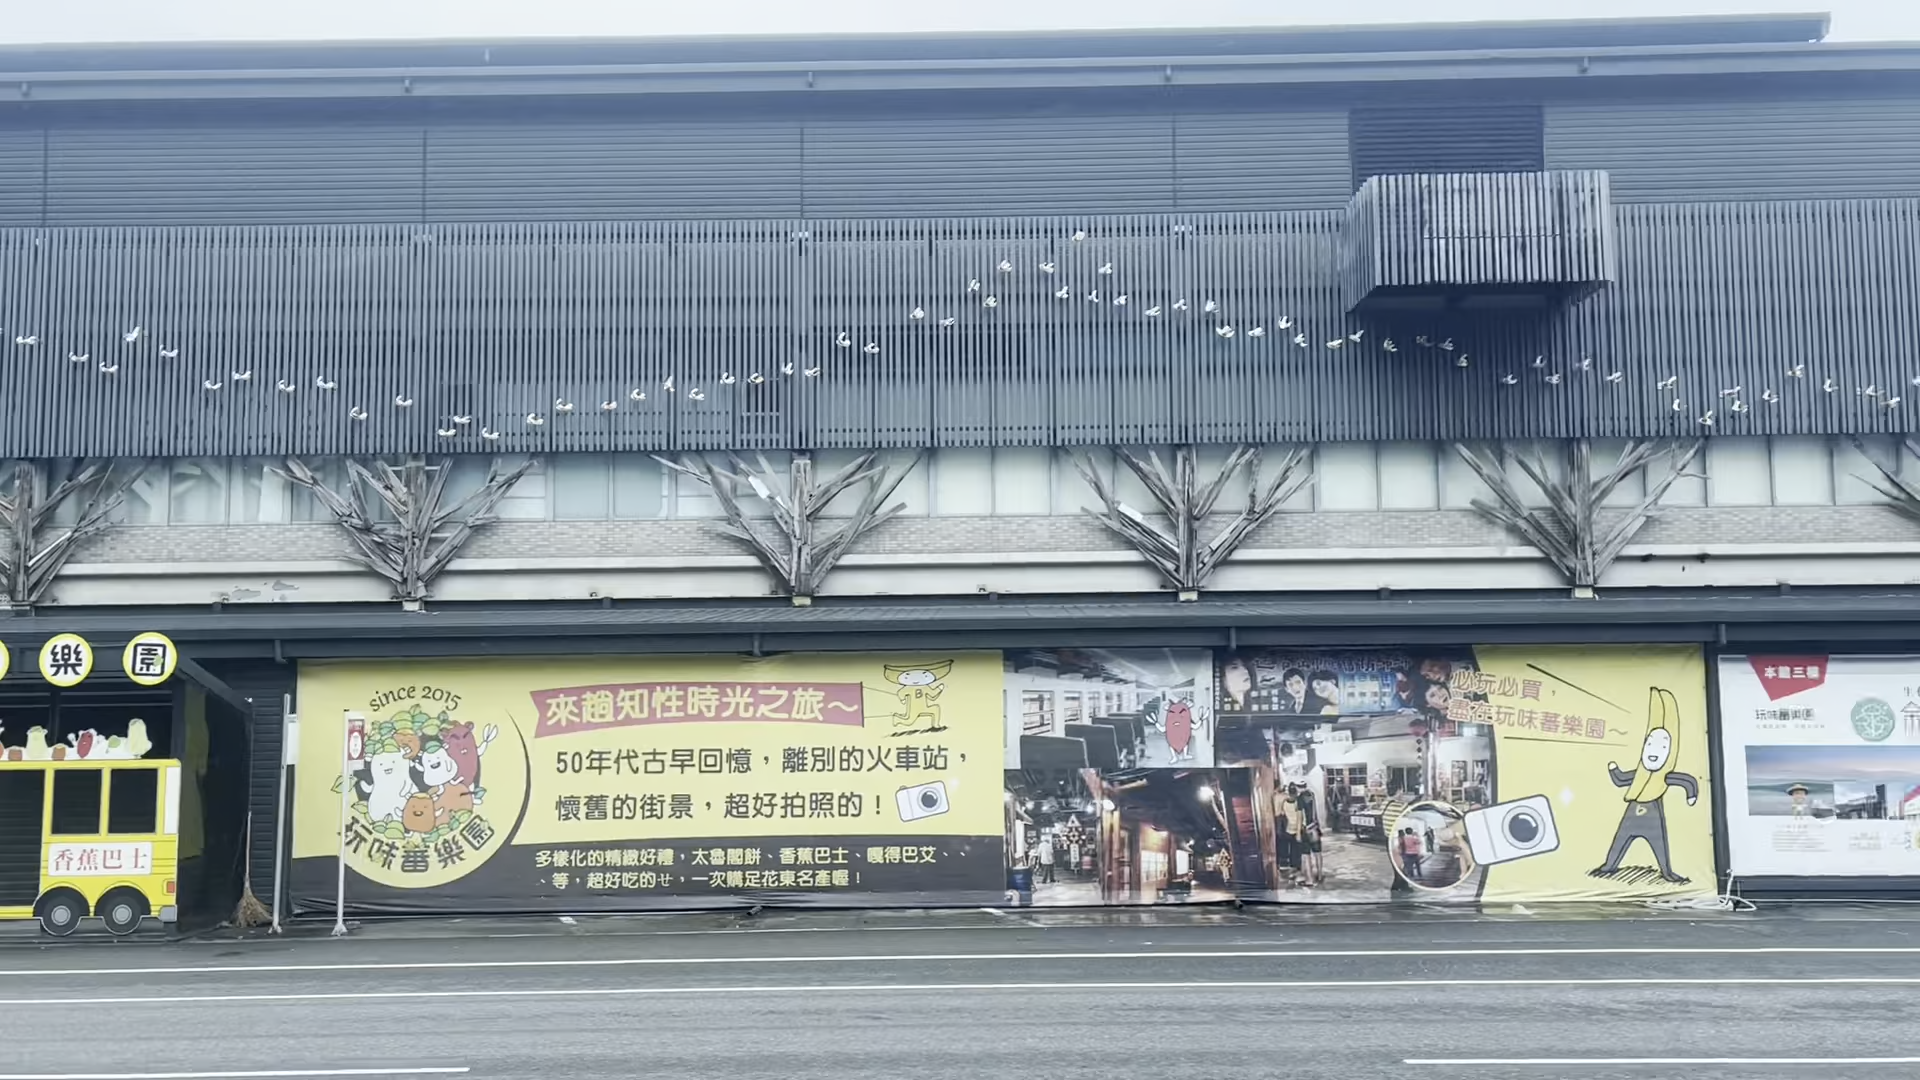 樂園
香蕉巴士
since 2015
玩味蕃樂園
來趟知性時光之旅～
50年代古早回憶，離別的火車站，
懷舊的街景，超好拍照的！
多樣化的精緻好禮，太魯閣餅、香蕉巴士、嘎得巴艾、、
、等，超好吃的ㄝ，一次購足花東名產喔！
必玩必買，
盡在玩味蕃樂園～
本館三樓
玩味蕃樂園